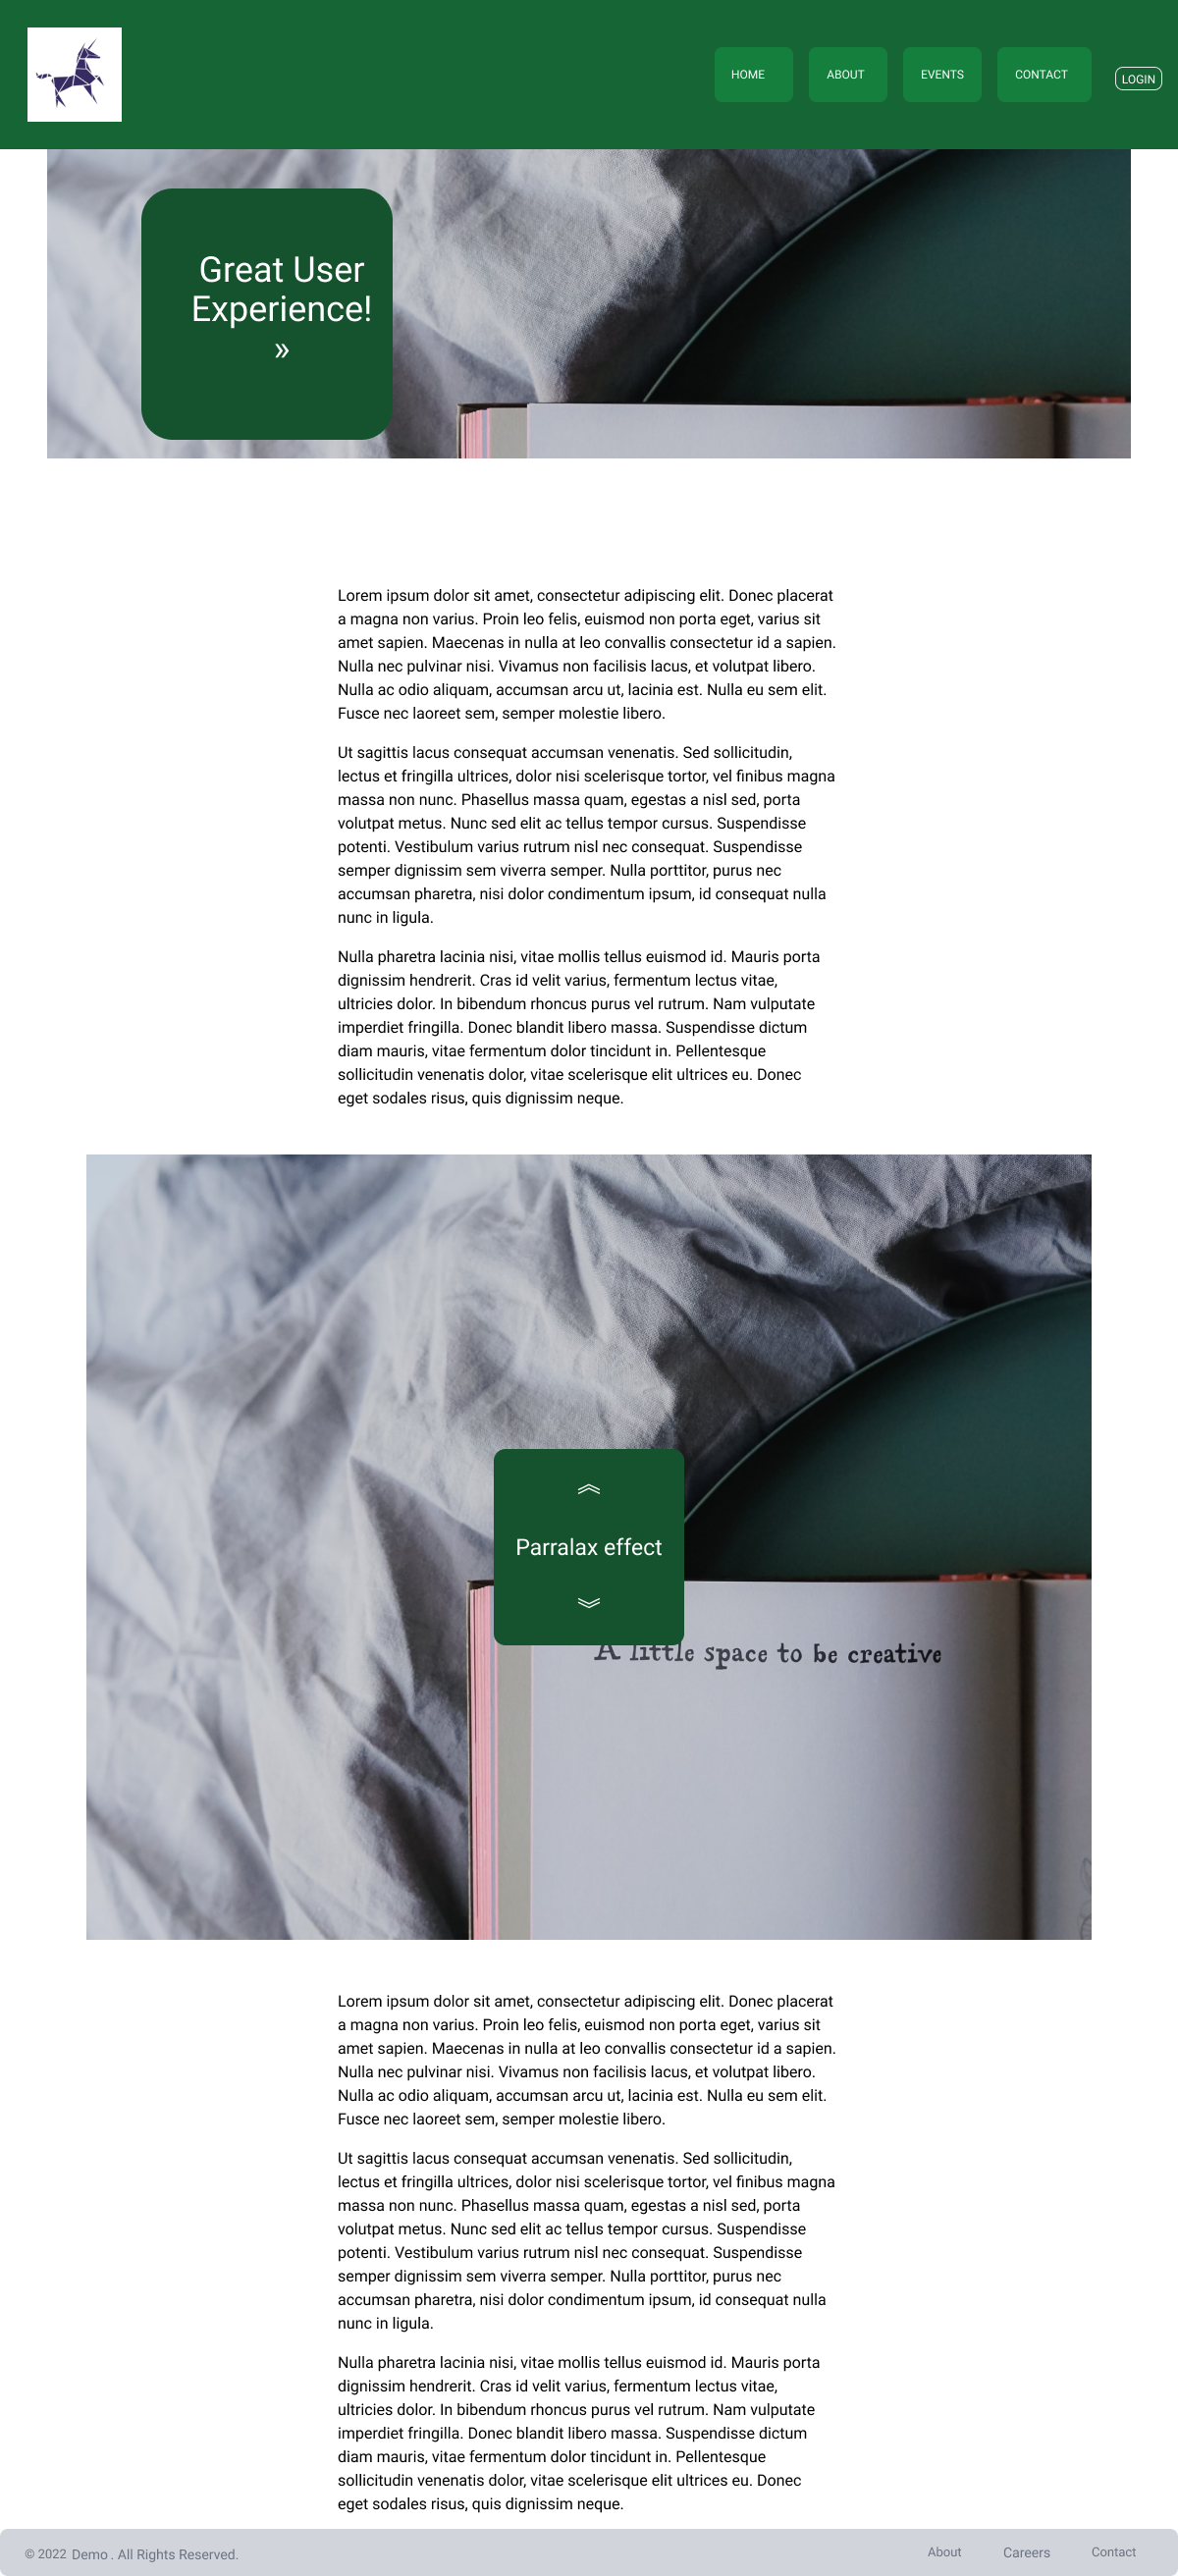 HOME ABOUT EVENTS CONTACT LOGIN
Great User
Experience!
»
Lorem ipsum dolor sit amet, consectetur adipiscing elit. Donec placerat
a magna non varius. Proin leo felis, euismod non porta eget, varius sit
amet sapien. Maecenas in nulla at leo convallis consectetur id a sapien.
Nulla nec pulvinar nisi. Vivamus non facilisis lacus, et volutpat libero.
Nulla ac odio aliquam, accumsan arcu ut, lacinia est. Nulla eu sem elit.
Fusce nec laoreet sem, semper molestie libero.
Ut sagittis lacus consequat accumsan venenatis. Sed sollicitudin,
lectus et fringilla ultrices, dolor nisi scelerisque tortor, vel finibus magna
massa non nunc. Phasellus massa quam, egestas a nisl sed, porta
volutpat metus. Nunc sed elit ac tellus tempor cursus. Suspendisse
potenti. Vestibulum varius rutrum nisl nec consequat. Suspendisse
semper dignissim sem viverra semper. Nulla porttitor, purus nec
accumsan pharetra, nisi dolor condimentum ipsum, id consequat nulla
nunc in ligula.
Nulla pharetra lacinia nisi, vitae mollis tellus euismod id. Mauris porta
dignissim hendrerit. Cras id velit varius, fermentum lectus vitae,
ultricies dolor. In bibendum rhoncus purus vel rutrum. Nam vulputate
imperdiet fringilla. Donec blandit libero massa. Suspendisse dictum
diam mauris, vitae fermentum dolor tincidunt in. Pellentesque
sollicitudin venenatis dolor, vitae scelerisque elit ultrices eu. Donec
eget sodales risus, quis dignissim neque.
Parralax effect
A little space to be creative
Lorem ipsum dolor sit amet, consectetur adipiscing elit. Donec placerat
a magna non varius. Proin leo felis, euismod non porta eget, varius sit
amet sapien. Maecenas in nulla at leo convallis consectetur id a sapien.
Nulla nec pulvinar nisi. Vivamus non facilisis lacus, et volutpat libero.
Nulla ac odio aliquam, accumsan arcu ut, lacinia est. Nulla eu sem elit.
Fusce nec laoreet sem, semper molestie libero.
Ut sagittis lacus consequat accumsan venenatis. Sed sollicitudin,
lectus et fringilla ultrices, dolor nisi scelerisque tortor, vel finibus magna
massa non nunc. Phasellus massa quam, egestas a nisl sed, porta
volutpat metus. Nunc sed elit ac tellus tempor cursus. Suspendisse
potenti. Vestibulum varius rutrum nisl nec consequat. Suspendisse
semper dignissim sem viverra semper. Nulla porttitor, purus nec
accumsan pharetra, nisi dolor condimentum ipsum, id consequat nulla
nunc in ligula.
Nulla pharetra lacinia nisi, vitae mollis tellus euismod id. Mauris porta
dignissim hendrerit. Cras id velit varius, fermentum lectus vitae,
ultricies dolor. In bibendum rhoncus purus vel rutrum. Nam vulputate
imperdiet fringilla. Donec blandit libero massa. Suspendisse dictum
diam mauris, vitae fermentum dolor tincidunt in. Pellentesque
sollicitudin venenatis dolor, vitae scelerisque elit ultrices eu. Donec
eget sodales risus, quis dignissim neque.
© 2022 Demo . All Rights Reserved. About Careers Contact